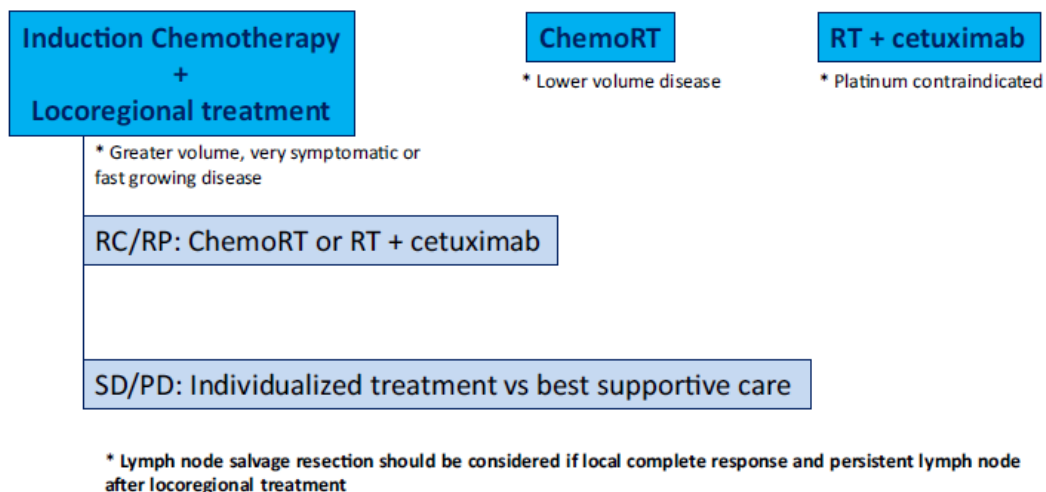 Induction Chemotherapy
+
Locoregional treatment
* Greater volume, very symptomatic or
fast growing disease
ChemoRT
* Lower volume disease
RT + cetuximab
* Platinum contraindicated
RC/RP: ChemoRT or RT + cetuximab
SD/PD: Individualized treatment vs best supportive care
* Lymph node salvage resection should be considered if local complete response and persistent lymph node
after locoregional treatment